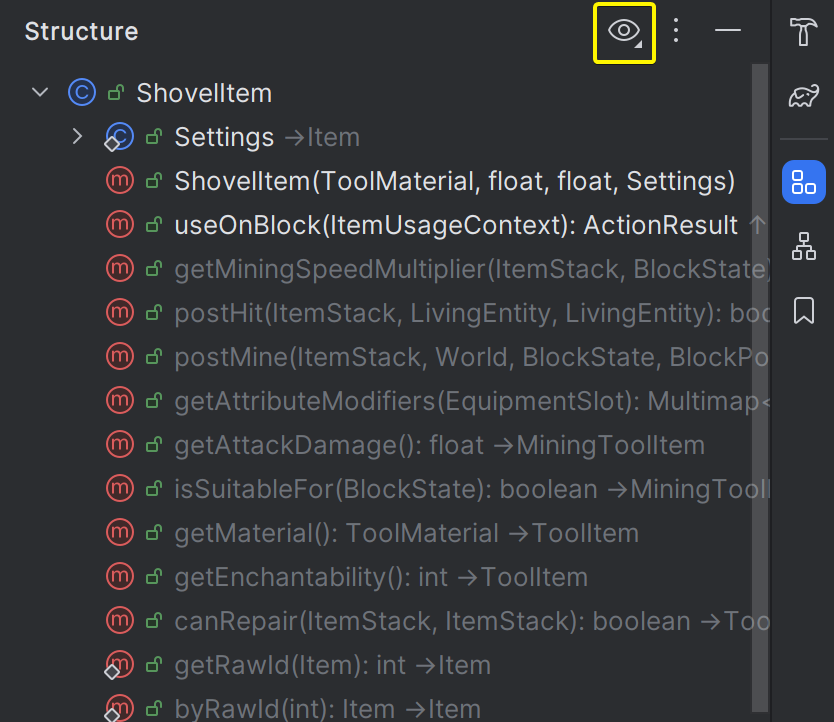 Structure
ShovelItem
Settings →Item
ShovelItem(ToolMaterial, float, float, Settings)
useOnBlock(ItemUsageContext): ActionResult ↑
getMiningSpeedMultiplier(ItemStack, BlockState)
postHit(ItemStack, LivingEntity, LivingEntity): boo
postMine(ItemStack, World, BlockState, BlockPo
getAttributeModifiers(EquipmentSlot): Multimap<
getAttackDamage(): float →MiningToolItem
isSuitableFor(BlockState): boolean →MiningTooll
getMaterial(): ToolMaterial →ToolItem
getEnchantability(): int →ToolItem
canRepair(ItemStack, ItemStack): boolean →Too
getRawId(Item): int →Item
byRawId(int): Item →Item